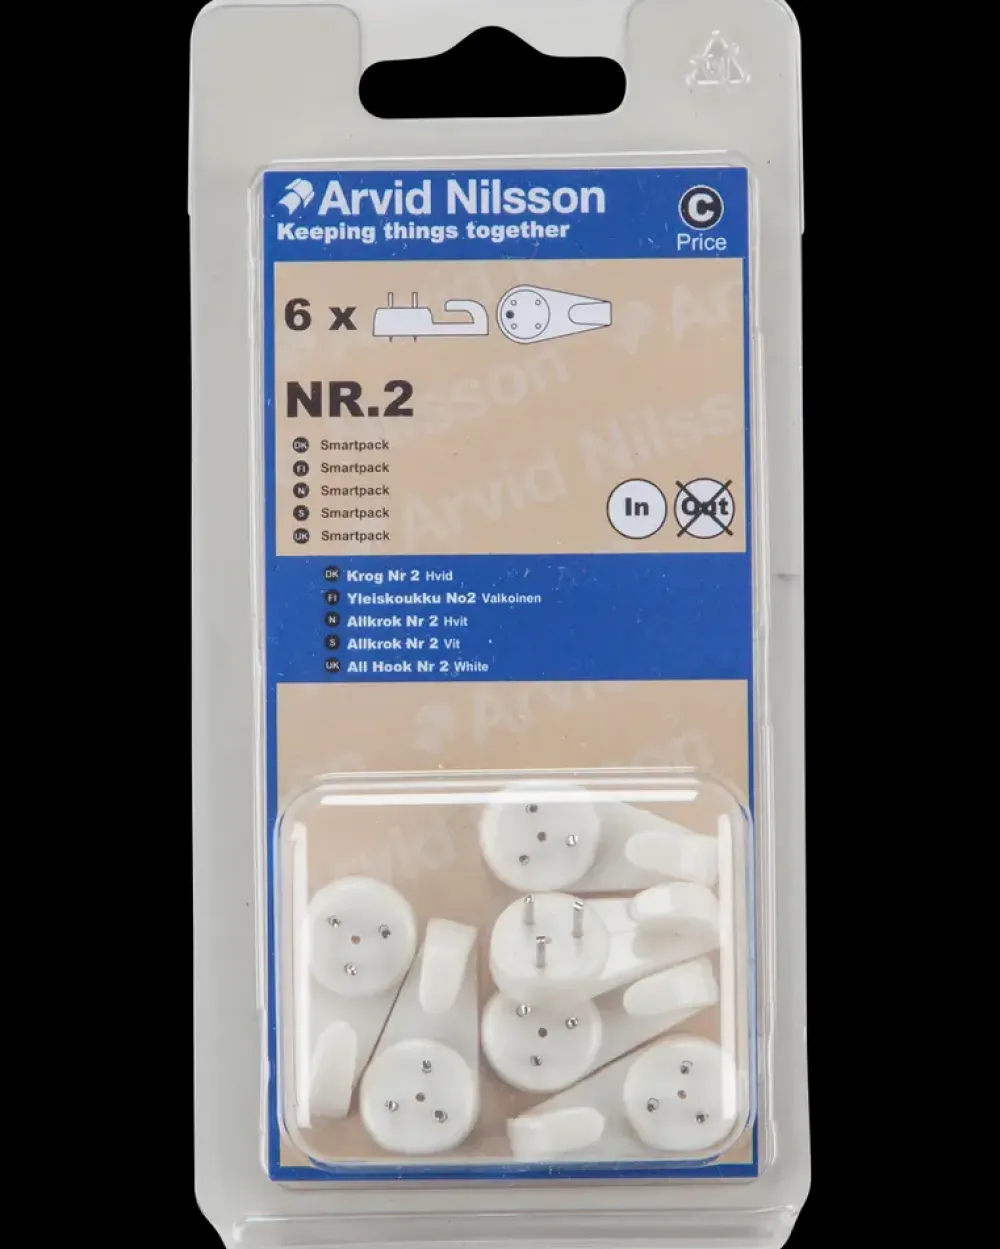 Arvid Nilsson
Keeping things together
C
Price
6 x
NR.2
DK Smartpack
FI Smartpack
N Smartpack
S Smartpack
UK Smartpack
In Out
DK Krog Nr 2 Hvid
FI Yleiskoukku No2 Valkoinen
N Allkrok Nr 2 Hvit
S Allkrok Nr 2 Vit
UK All Hook Nr 2 White